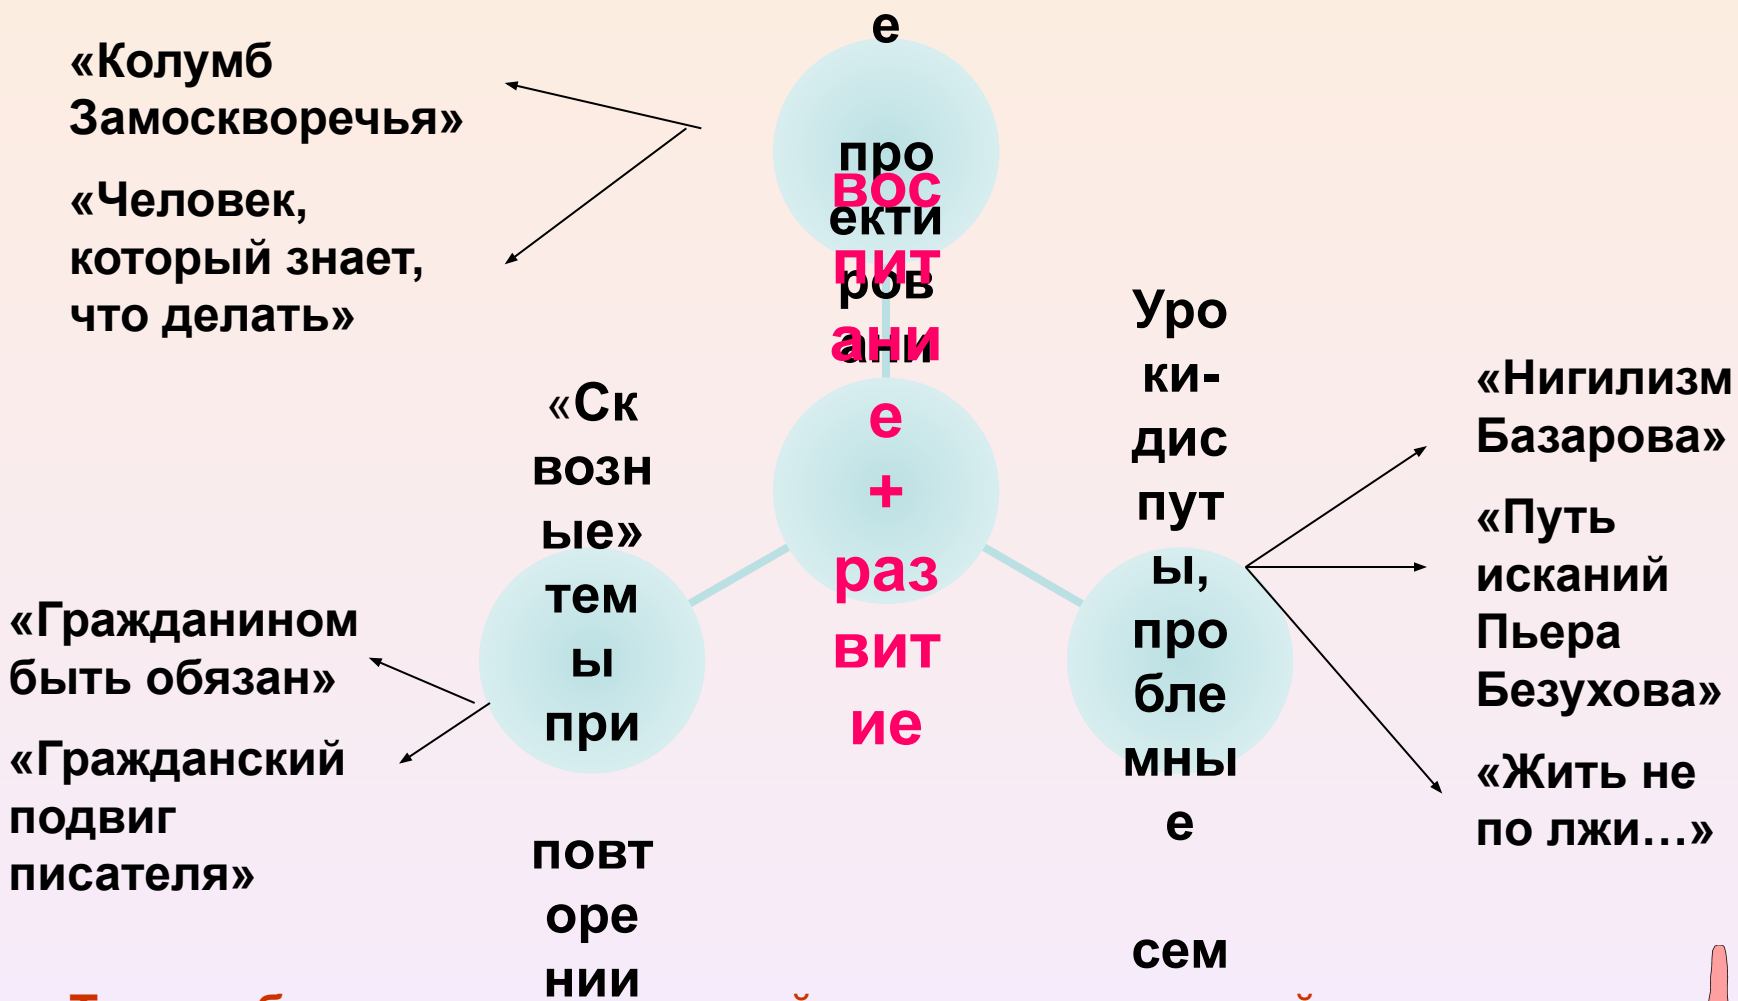 «Колумб
Замоскворечья»
«Человек,
который знает,
что делать»
е
про
екти
ров
ани
вос
пит
ани
е
+
раз
вит
ие
«Ск
возн
ые»
тем
ы
при
повт
оре
нии
Уро
ки-
дис
пут
ы,
про
бле
мны
е
сем
«Нигилизм
Базарова»
«Путь
исканий
Пьера
Безухова»
«Жить не
по лжи…»
«Гражданином
быть обязан»
«Гражданский
подвиг
писателя»